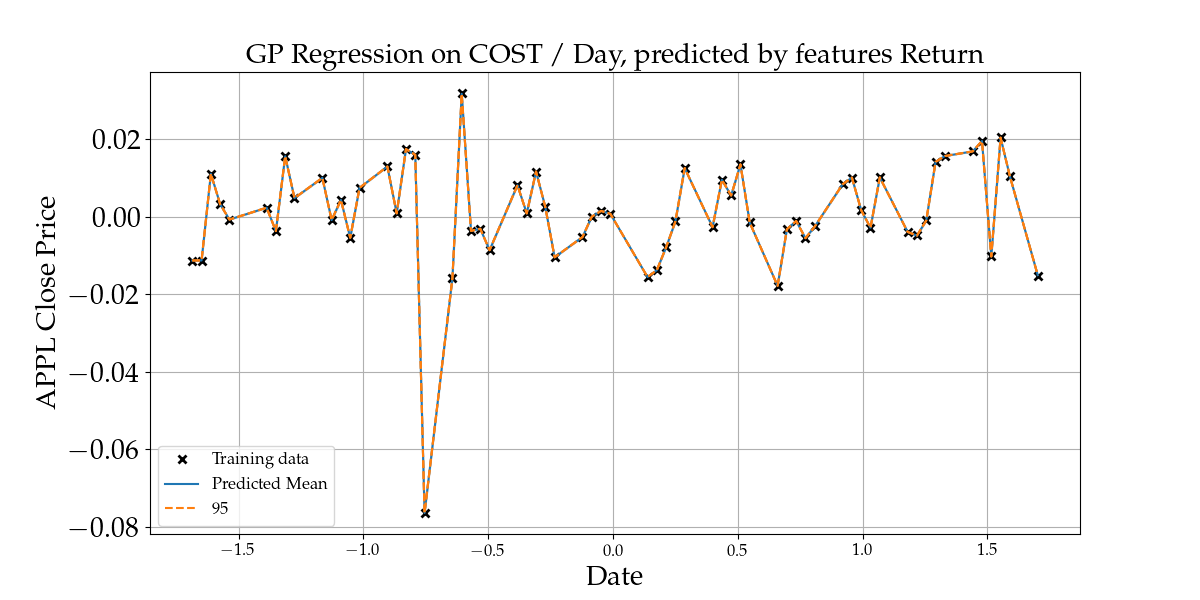 GP Regression on COST / Day, predicted by features Return
APPL Close Price
0.02
0.00
−0.02
−0.04
−0.06
−0.08
Training data
Predicted Mean
95
−1.5
−1.0
−0.5
0.0
0.5
1.0
1.5
Date